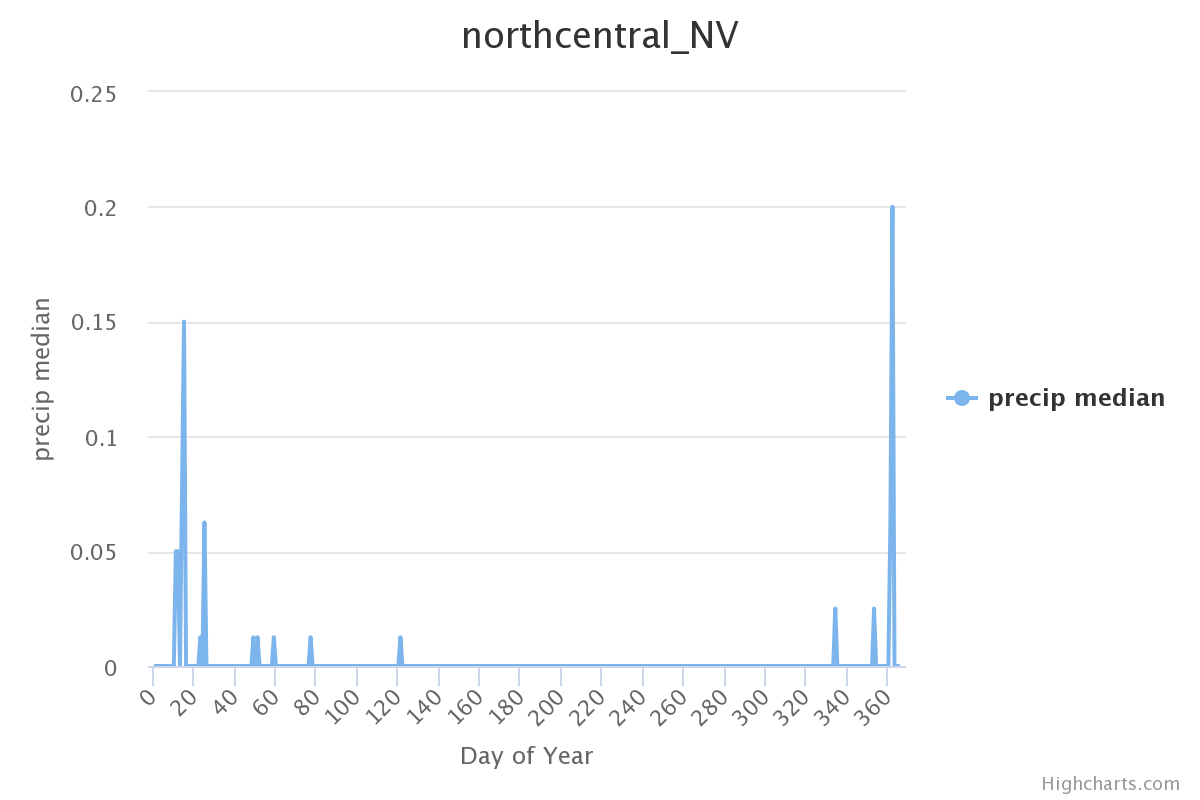 northcentral_NV
0.25
0.2
0.15
0.1
0.05
0
precip median
0 20 40 60 80 100 120 140 160 180 200 220 240 260 280 300 320 340 360
Day of Year
precip median
Highcharts.com